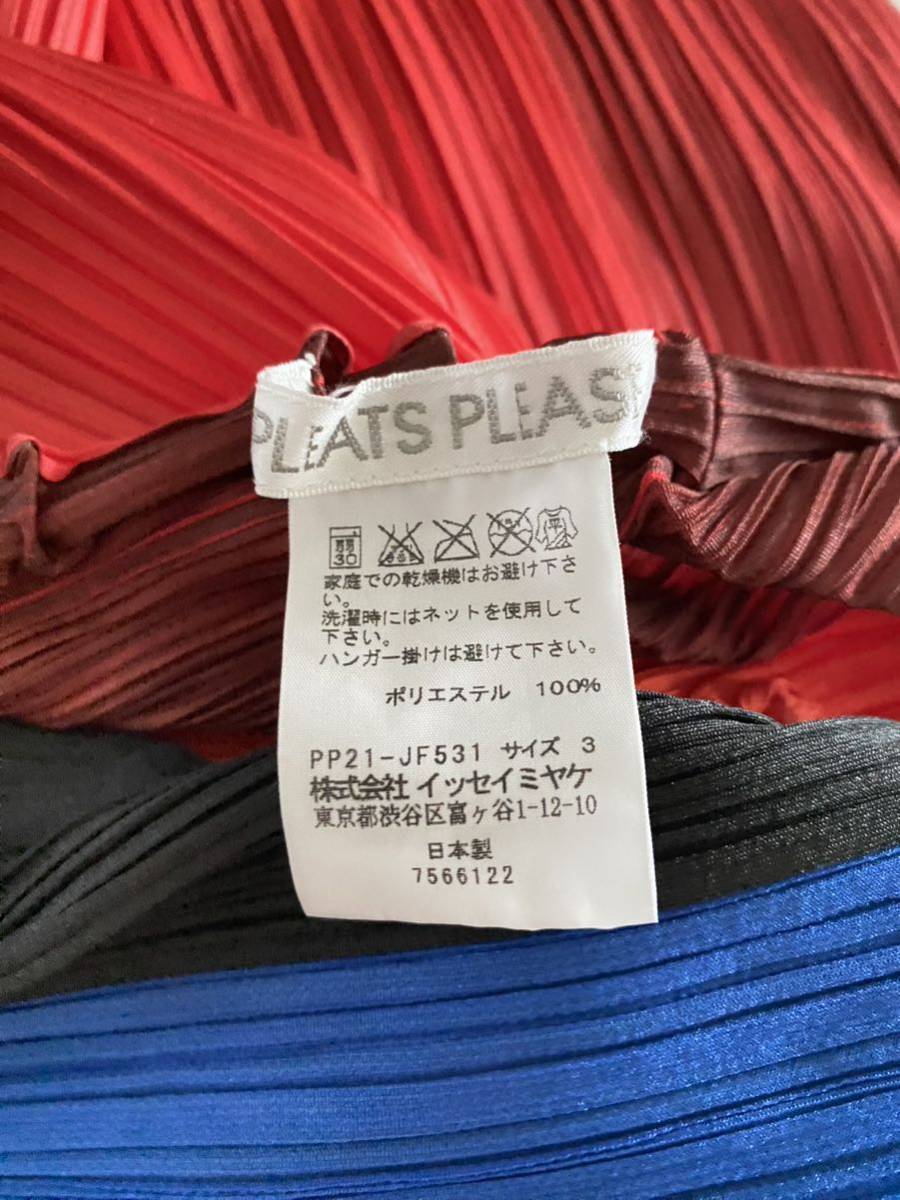 PLEATS PLEAS
弱
30
平
家庭での乾燥機はお避け下さ
い。
洗濯時にはネットを使用して
下さい。
ハンガー掛けは避けて下さい。
ポリエステル 100%
PP21-JF531 サイズ 3
株式会社 イッセイミヤケ
東京都渋谷区富ヶ谷1-12-10
日本製
7566122